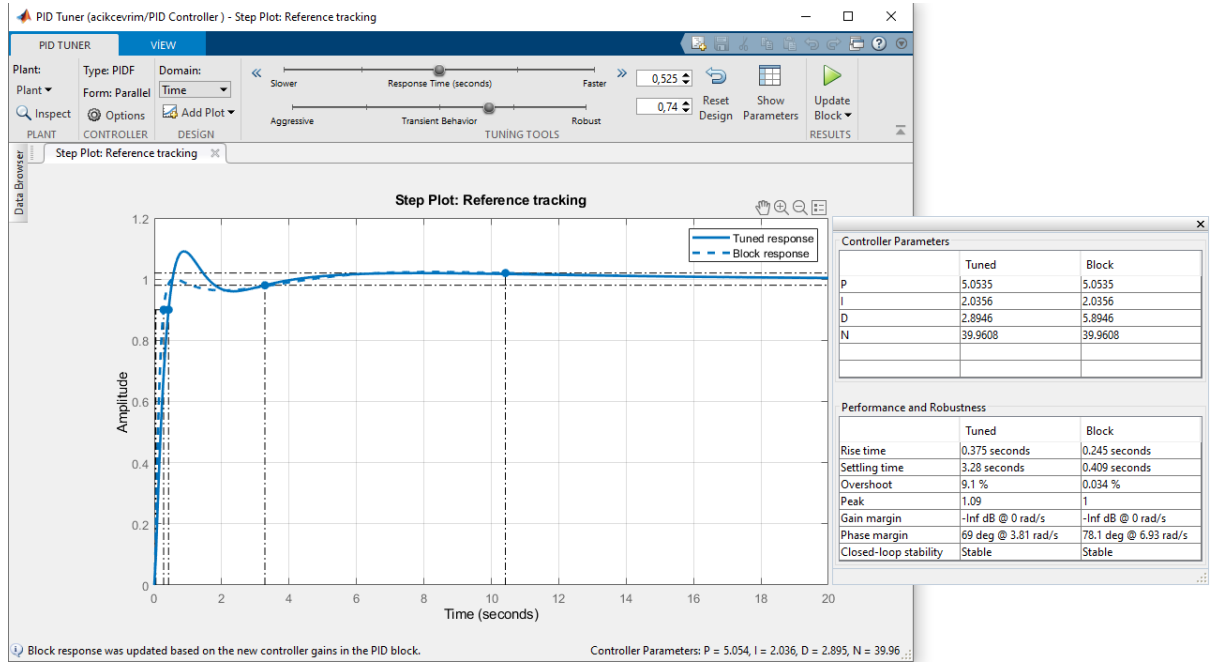 PID Tuner (acikcevrim/PID Controller ) - Step Plot: Reference tracking
PID TUNER
VİEW
Plant:
Plant
Inspect
PLANT
Type: PIDF
Form: Parallel
Options
CONTROLLER
Domain:
Time
Add Plot
DESİGN
Slower
Response Time (seconds)
Faster
0,525
Aggressive
Transient Behavior
Robust
0,74
TUNİNG TOOLS
Reset
Design
Show
Parameters
Update
Block
RESULTS
Data Browser
Step Plot: Reference tracking
Step Plot: Reference tracking
Tuned response
Block response
1.2
1
0.8
0.6
0.4
0.2
0
Amplitude
0 2 4 6 8 10 12 14 16 18 20
Time (seconds)
Controller Parameters
Tuned Block
P 5.0535 5.0535
I 2.0356 2.0356
D 2.8946 5.8946
N 39.9608 39.9608
Performance and Robustness
Tuned Block
Rise time 0.375 seconds 0.245 seconds
Settling time 3.28 seconds 0.409 seconds
Overshoot 9.1 % 0.034 %
Peak 1.09 1
Gain margin -Inf dB @ 0 rad/s -Inf dB @ 0 rad/s
Phase margin 69 deg @ 3.81 rad/s 78.1 deg @ 6.93 rad/s
Closed-loop stability Stable Stable
Block response was updated based on the new controller gains in the PID block.
Controller Parameters: P = 5.054, I = 2.036, D = 2.895, N = 39.96